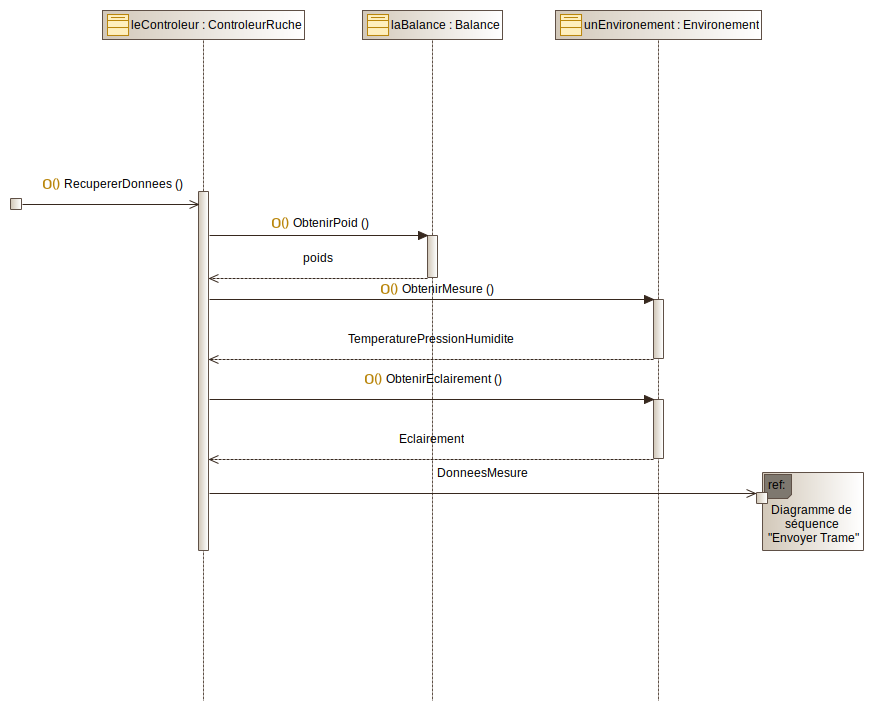 leControleur : ControleurRuche
laBalance : Balance
unEnvironement : Environement
O() RecupererDonnees ()
O() ObtenirPoid ()
poids
O() ObtenirMesure ()
TemperaturePressionHumidite
O() ObtenirEclairement ()
Eclairement
DonneesMesure
ref:
Diagramme de
séquence
"Envoyer Trame"